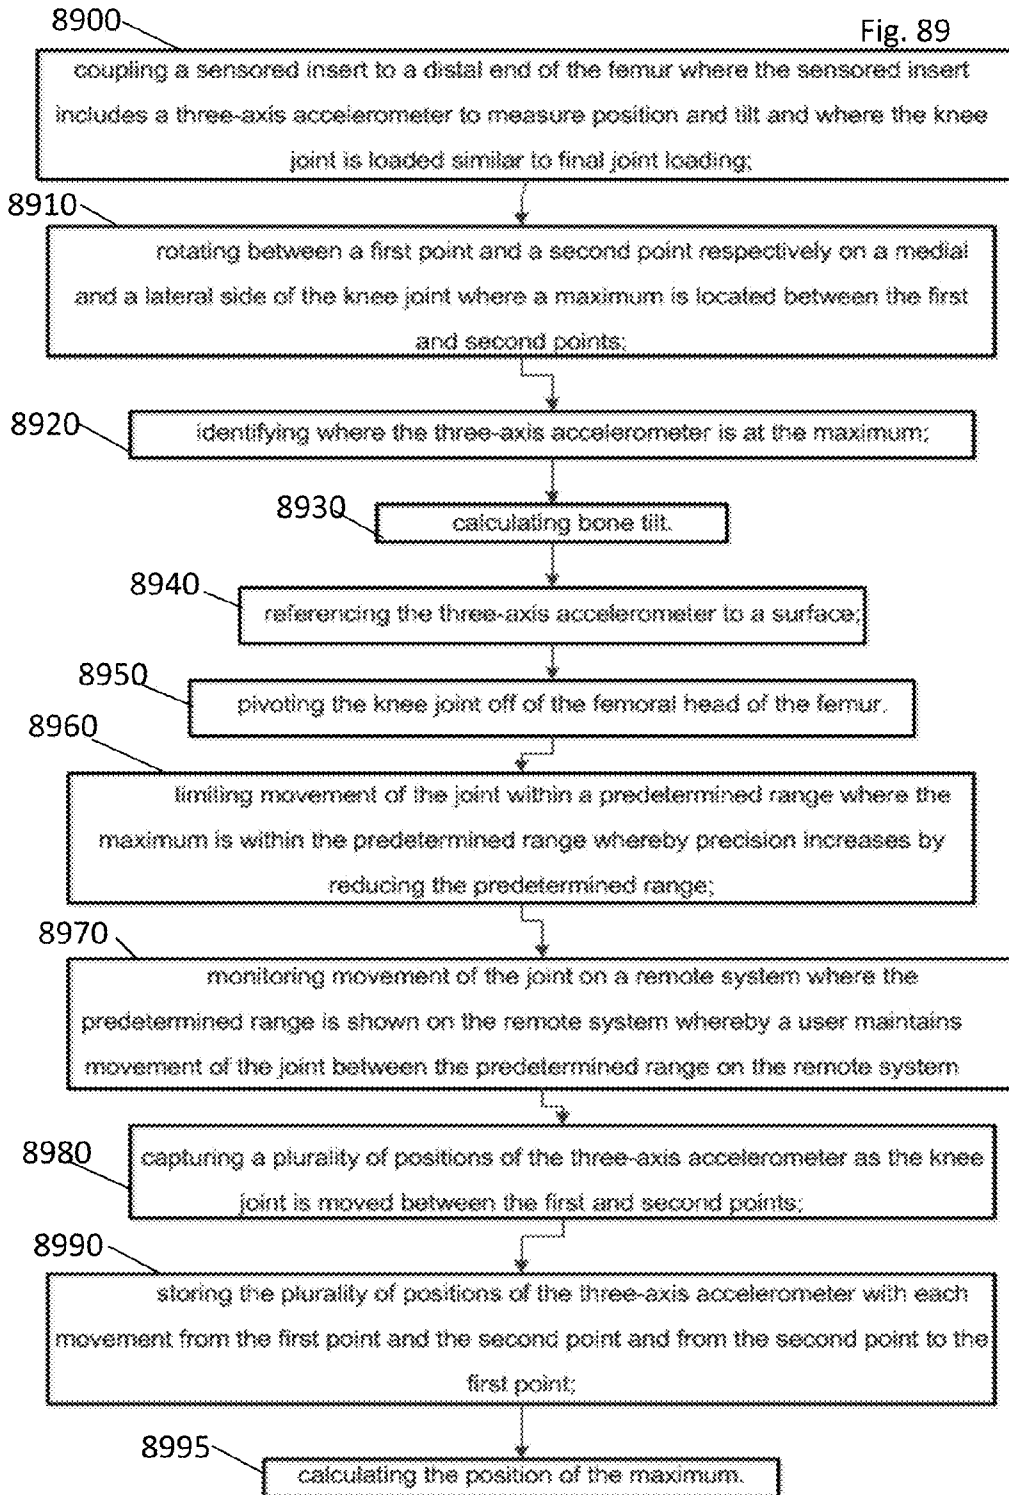 8900
Fig. 89
coupling a sensored insert to a distal end of the femur where the sensored insert
includes a three-axis accelerometer to measure position and tilt and where the knee
joint is loaded similar to final joint loading;
8910
rotating between a first point and a second point respectively on a medial
and a lateral side of the knee joint where a maximum is located between the first
and second points;
8920
identifying where the three-axis accelerometer is at the maximum;
8930
calculating bone tilt.
8940
referencing the three-axis accelerometer to a surface;
8950
pivoting the knee joint off of the femoral head of the femur.
8960
limiting movement of the joint within a predetermined range where the
maximum is within the predetermined range whereby precision increases by
reducing the predetermined range;
8970
monitoring movement of the joint on a remote system where the
predetermined range is shown on the remote system whereby a user maintains
movement of the joint between the predetermined range on the remote system
8980
capturing a plurality of positions of the three-axis accelerometer as the knee
joint is moved between the first and second points;
8990
storing the plurality of positions of the three-axis accelerometer with each
movement from the first point and the second point and from the second point to the
first point;
8995
calculating the position of the maximum.